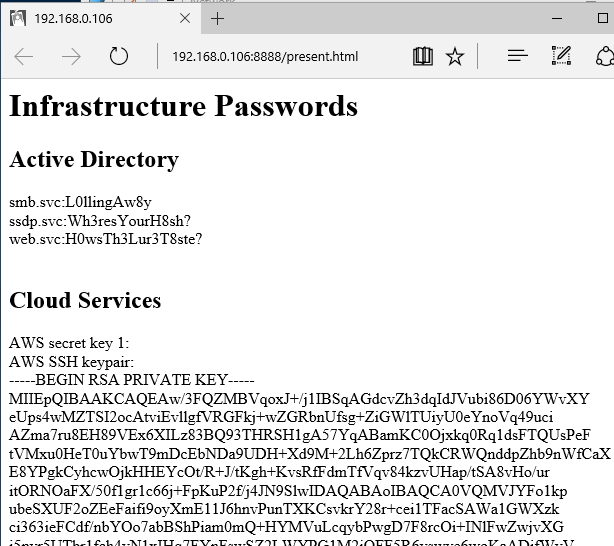 192.168.0.106
192.168.0.106:8888/present.html
Infrastructure Passwords
Active Directory
smb.svc:L0llingAw8y
ssdp.svc:Wh3resYourH8sh?
web.svc:H0wsTh3Lur3T8ste?
Cloud Services
AWS secret key 1:
AWS SSH keypair:
-----BEGIN RSA PRIVATE KEY-----
MIIEpQIBAAKCAQEAw/3FQZMBVqoxJ+/j1IBSqAGdcvZh3dqIdJVubi86D06YWvXY
eUps4wMZTSI2ocAtviEvllgfVRGFkj+wZGRbnUfsg+ZiGWlTUiyU0eYnoVq49uci
AZma7ru8EH89VEx6XILz83BQ93THRSH1gA57YqABamKC0Ojxkq0Rq1dsFTQUsPeF
tVMxu0HeT0uYbwT9mDcEbNDa9UDH+Xd9M+2Lh6Zprz7TQkCRWQnddpZhb9nWfCaX
E8YPgkCyhcwOjkHHEYcOt/R+J/tKgh+KvsRfFdmTfVqv84kzvUHap/tSA8vHo/ur
itORNOaFX/50f1gr1c66j+FpKuP2f/j4JN9SlwIDAQABAoIBAQCA0VQMVJYFo1kp
ubeSXUF2oZEeFaifi9oyXmE11J6hnvPunTXKCsvkrY28r+cei1TFacSAWa1GWXzk
ci363ieFCdf/nbYOo7abBShPiam0mQ+HYMVuLcqybPwgD7F8rcOi+INlFwZwjvXG